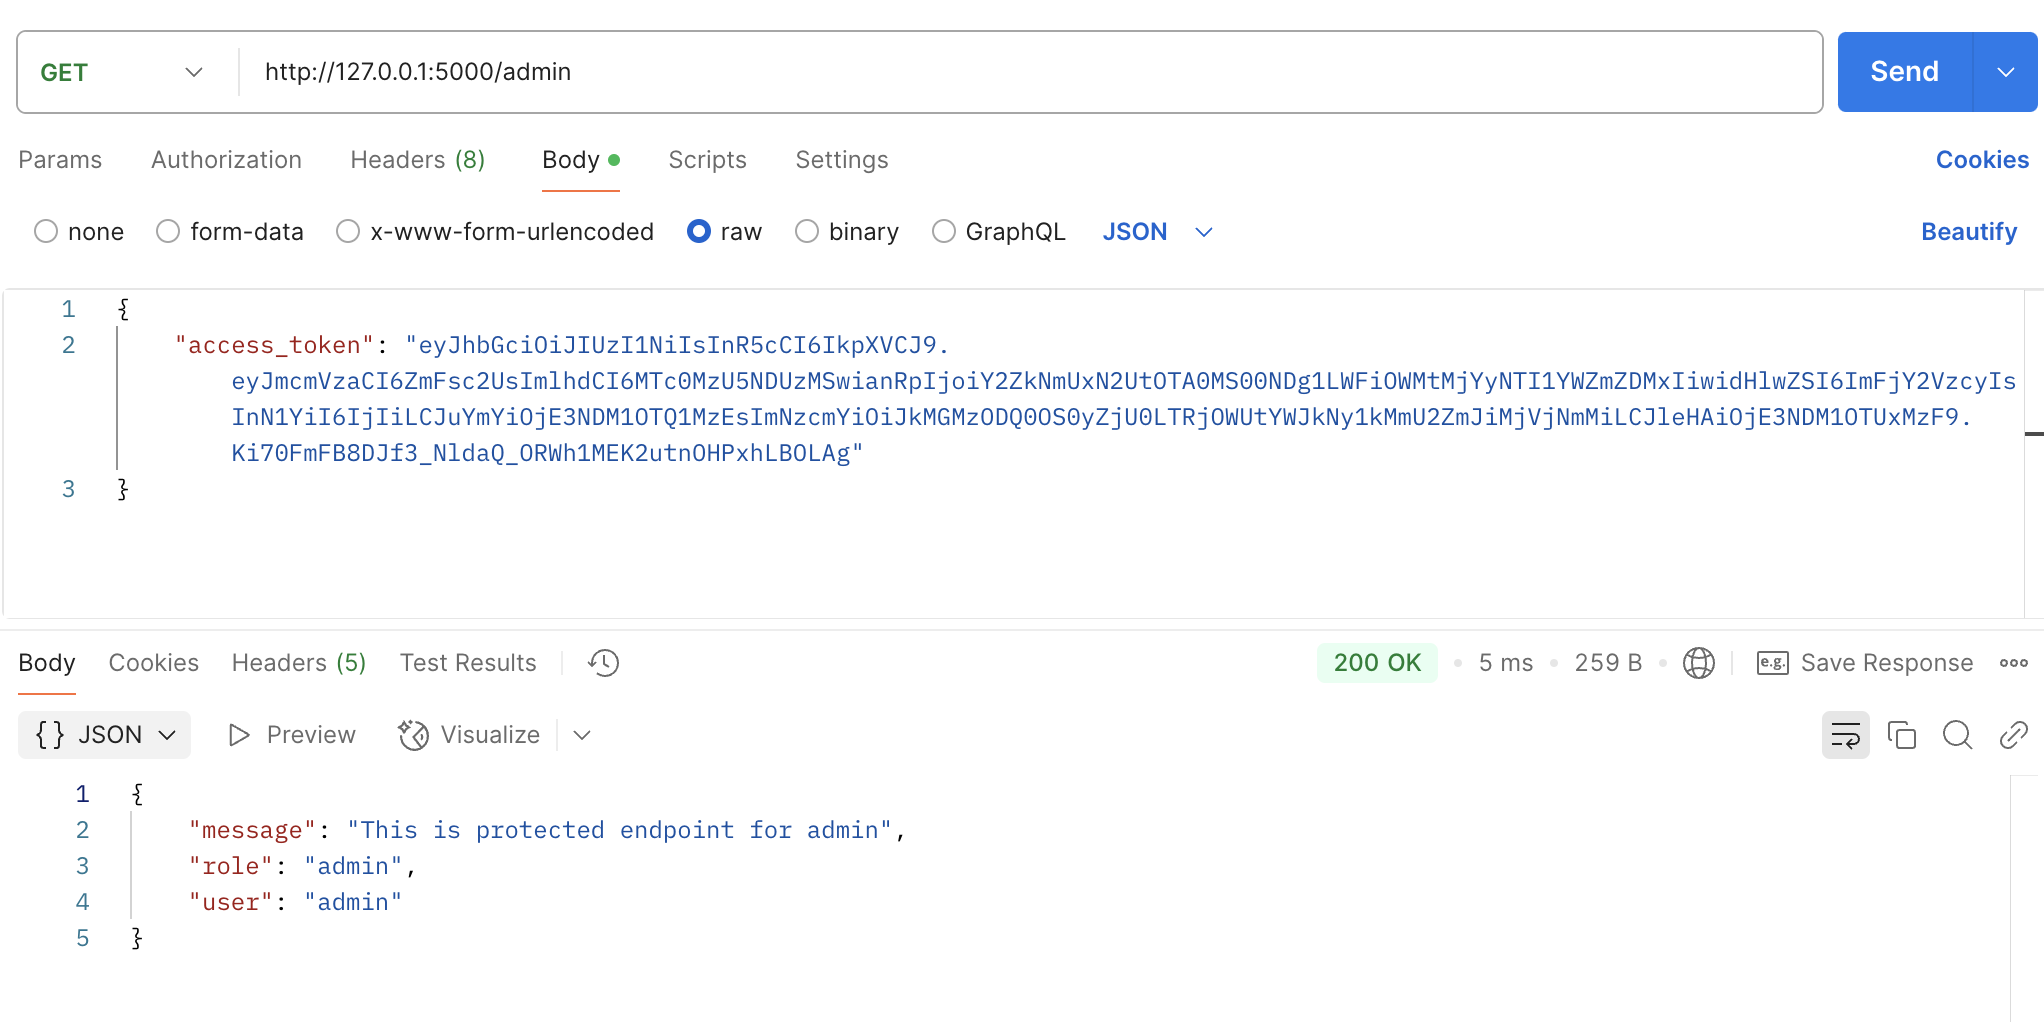 GET http://127.0.0.1:5000/admin Send
Params Authorization Headers (8) Body Scripts Settings Cookies
none form-data x-www-form-urlencoded raw binary GraphQL JSON Beautify
1 {
2 "access_token": "eyJhbGciOiJIUzI1NiIsInR5cCI6IkpXVCJ9.
eyJmcmVzaCI6ZmFsc2UsImlhdCI6MTc0MzU5NDUzMSwianRpIjoiY2ZkNmUxN2UtOTA0MS00NDg1LWFiOWMtMjYyNTI1YWZmZDMxIiwidHlwZSI6ImFjY2VzcyIs
InN1YiI6IjIiLCJuYmYiOjE3NDM1OTQ1MzEsImNzcmYiOiJkMGMzODQ0OS0yZjU0LTRjOWUtYWJkNy1kMmU2ZmJiMjVjNmMiLCJleHAiOjE3NDM1OTUxMzF9.
Ki70FmFB8DJf3_NldaQ_ORWh1MEK2utnOHPxhLBOLAg"
3 }
Body Cookies Headers (5) Test Results 200 OK 5 ms 259 B e.g. Save Response
{} JSON Preview Visualize
1 {
2 "message": "This is protected endpoint for admin",
3 "role": "admin",
4 "user": "admin"
5 }